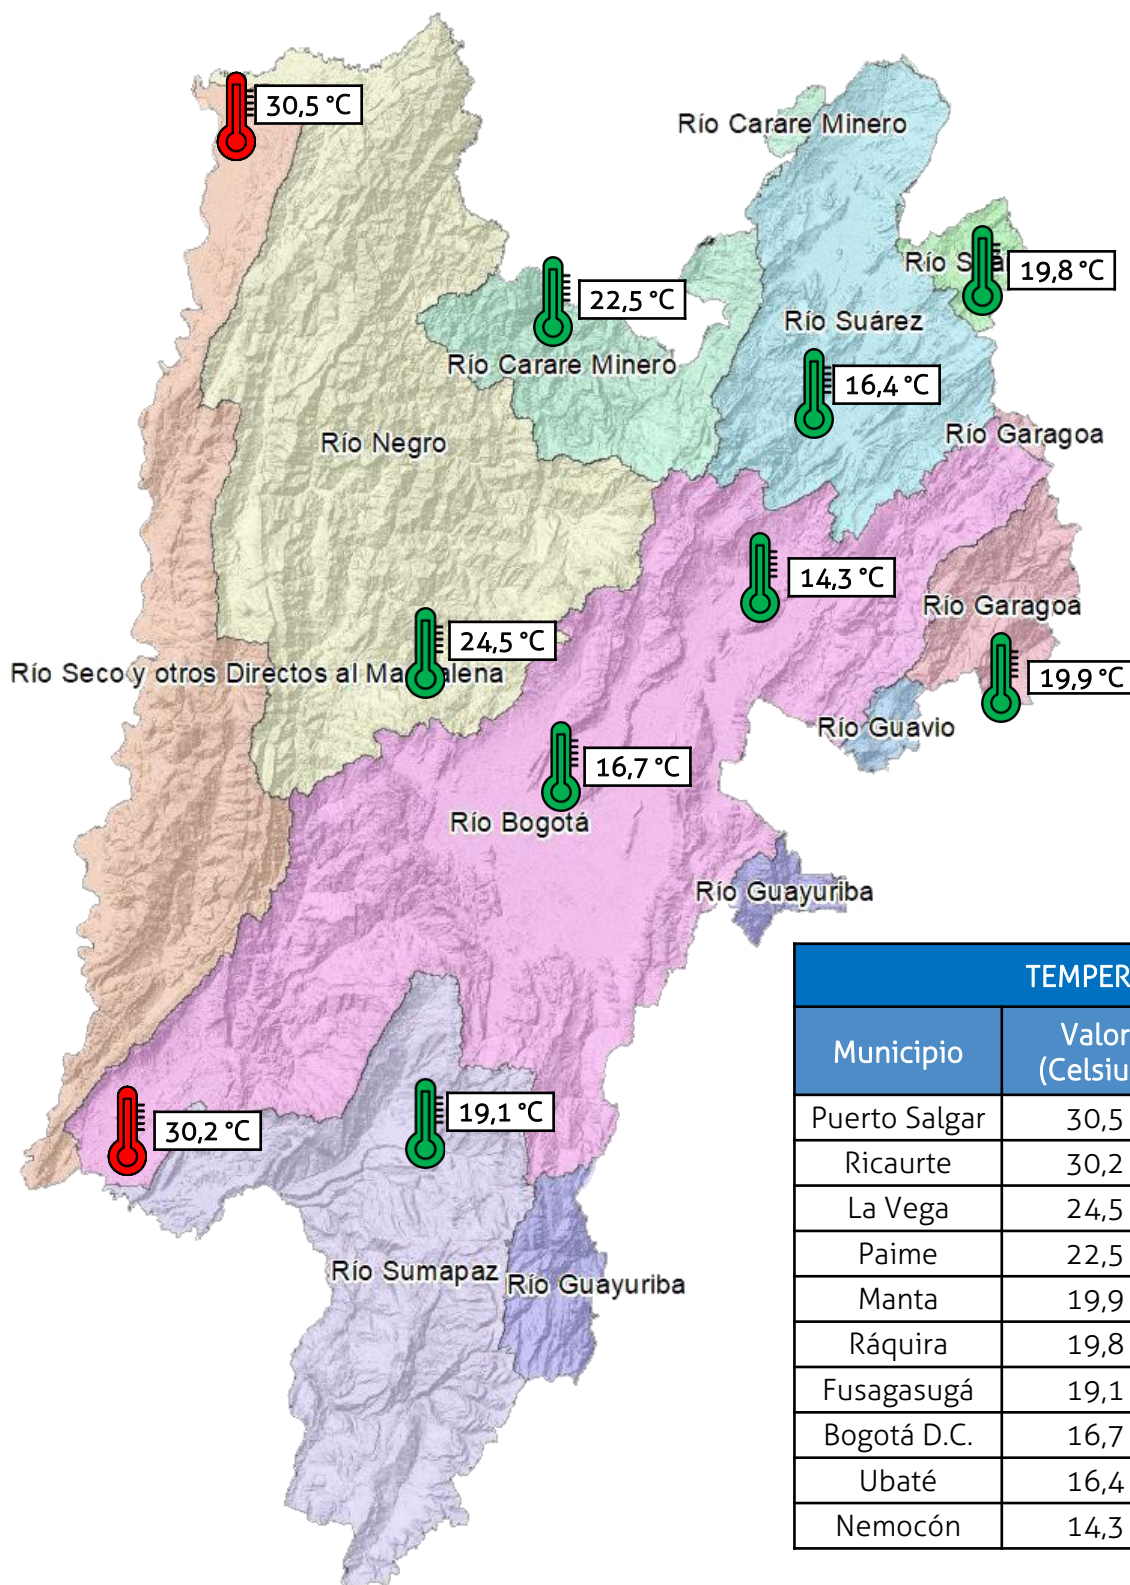 30,5 °C
Río Carare Minero
Río S
19,8 °C
22,5 °C
Río Suárez
Río Carare Minero
16,4 °C
Río Negro
Río Garagoa
14,3 °C
Río Garagoa
24,5 °C
Río Seco y otros Directos al Ma alena
19,9 °C
Río Guavio
16,7 °C
Río Bogotá
Río Guayuriba
30,2 °C
19,1 °C
Río Sumapaz
Río Guayuriba
TEMPER
Municipio Valor (Celsiu
Puerto Salgar 30,5
Ricaurte 30,2
La Vega 24,5
Paime 22,5
Manta 19,9
Ráquira 19,8
Fusagasugá 19,1
Bogotá D.C. 16,7
Ubaté 16,4
Nemocón 14,3